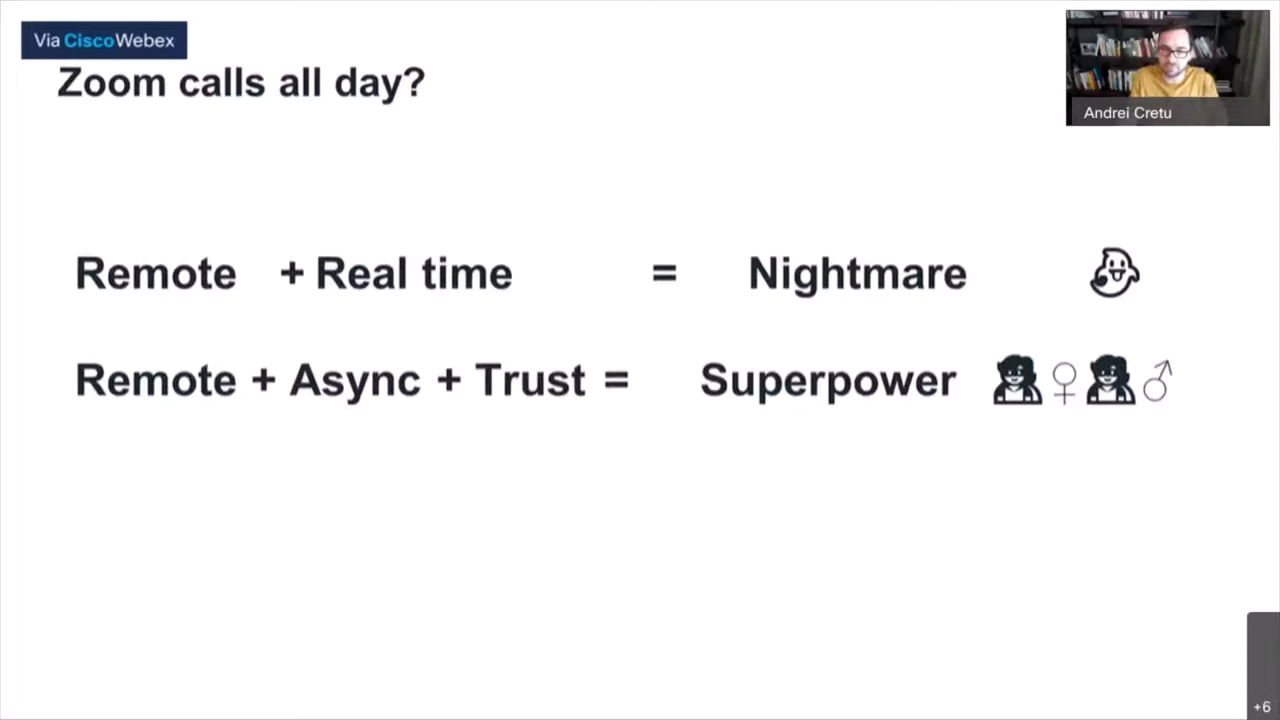 Via CiscoWebex
Zoom calls all day?
Andrei Cretu
Remote + Real time = Nightmare
Remote + Async + Trust = Superpower
+6